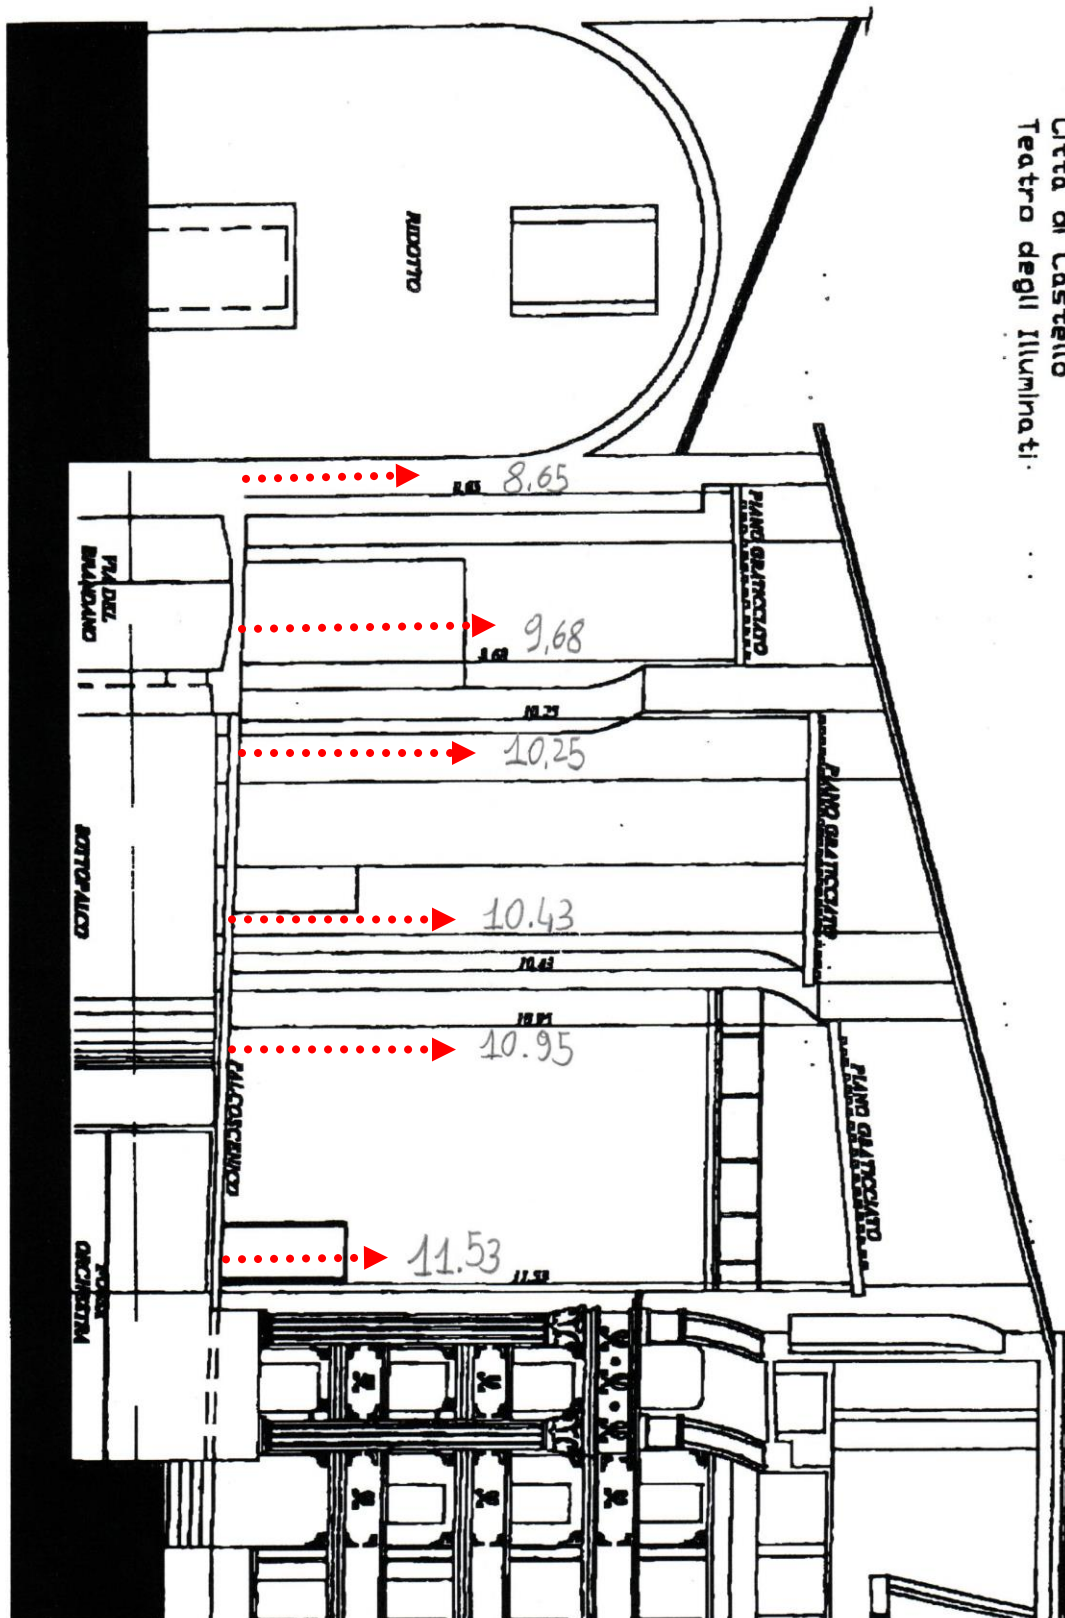 Città di Castello
Teatro degli Illuminati.
RIDOTTO
8.65
8,65
PIANO GRATICCIATO
VIA DEL
BRANDANO
9,68
9.68
10.25
10,25
PIANO GRATICCIATO
SOTTOPALCO
10.43
10.43
10.95
10.95
PALCOSCENICO
PIANO GRATICCIATO
11.53
11.53
FOSSA
ORCHESTRA